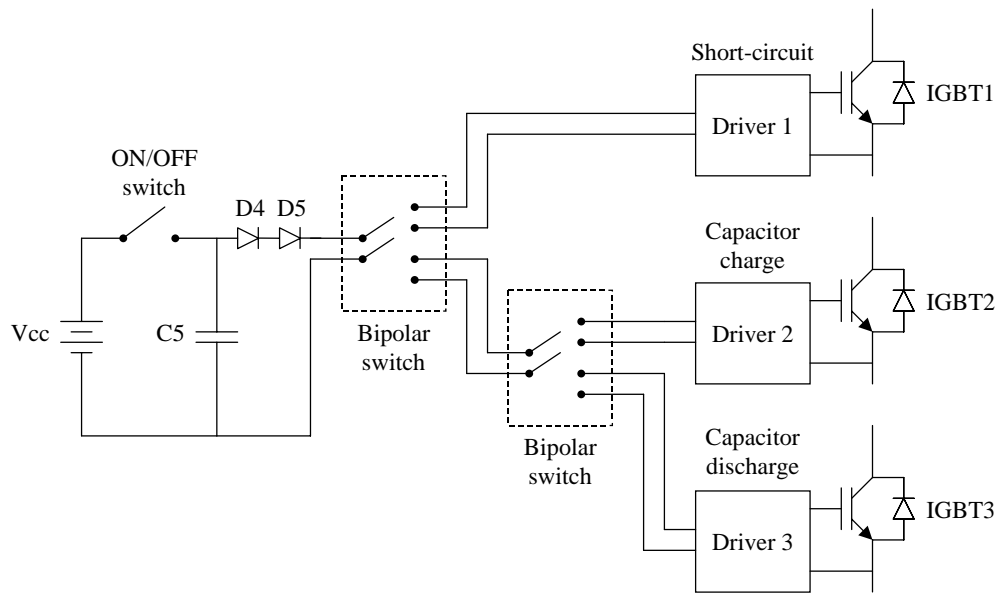 Short-circuit
Driver 1
IGBT1
ON/OFF
switch
D4
D5
Vcc
C5
Bipolar
switch
Capacitor
charge
Driver 2
IGBT2
Bipolar
switch
Capacitor
discharge
Driver 3
IGBT3